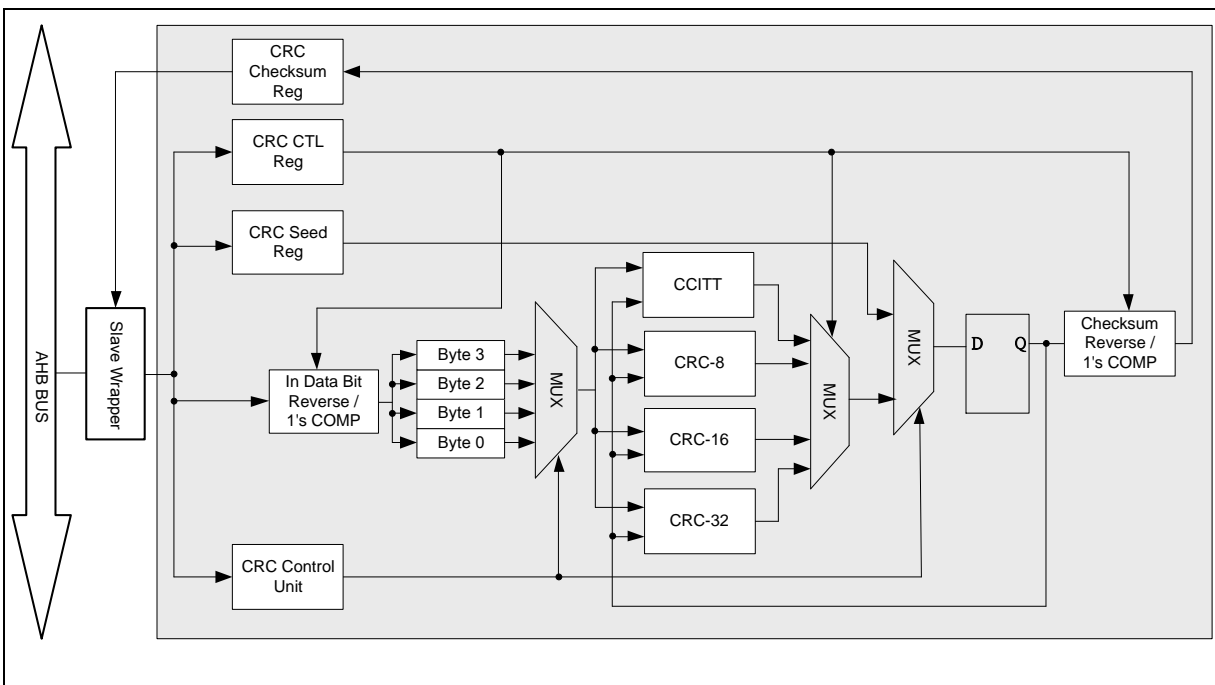 CRC
Checksum
Reg
CRC CTL
Reg
CRC Seed
Reg
AHB BUS
Slave Wrapper
In Data Bit
Reverse /
1's COMP
Byte 3
Byte 2
Byte 1
Byte 0
MUX
CCITT
CRC-8
CRC-16
CRC-32
MUX
MUX
D Q
Checksum
Reverse /
1's COMP
CRC Control
Unit